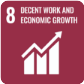 8 DECENT WORK AND
ECONOMIC GROWTH